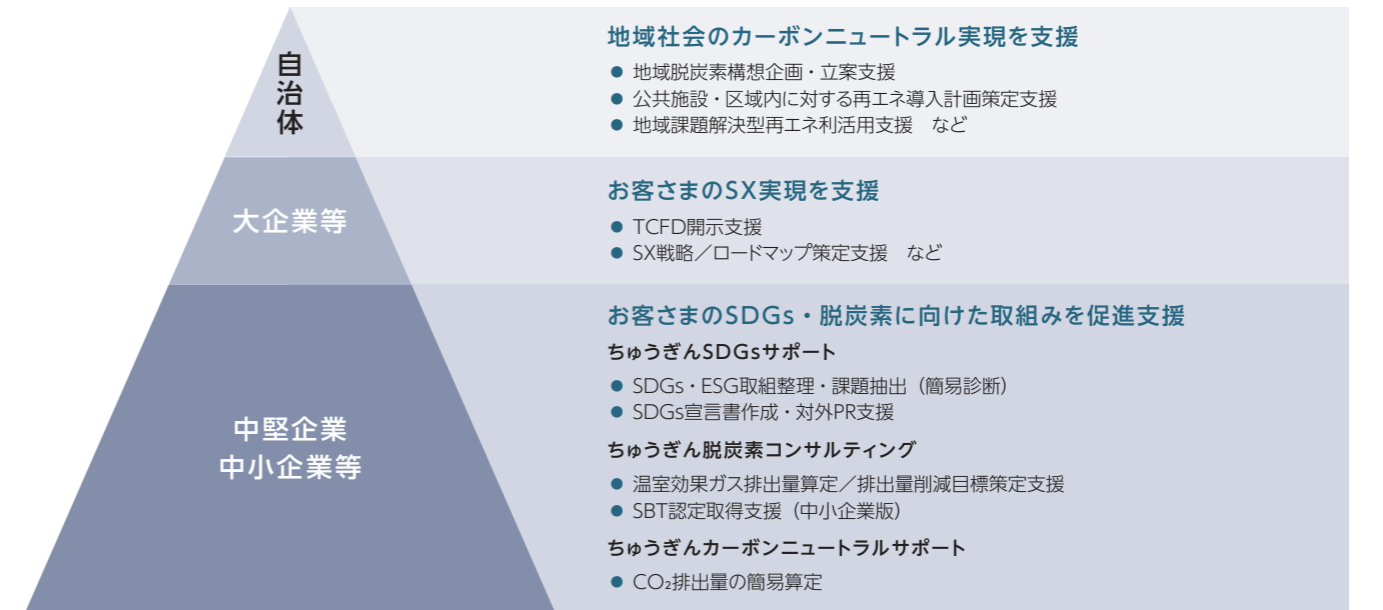 自治体
地域社会のカーボンニュートラル実現を支援
● 地域脱炭素構想企画・立案支援
● 公共施設・区域内に対する再エネ導入計画策定支援
● 地域課題解決型再エネ利活用支援　など
大企業等
お客さまのSX実現を支援
● TCFD開示支援
● SX戦略／ロードマップ策定支援　など
中堅企業
中小企業等
お客さまのSDGs・脱炭素に向けた取組みを促進支援
ちゅうぎんSDGsサポート
● SDGs・ESG取組整理・課題抽出（簡易診断）
● SDGs宣言書作成・対外PR支援
ちゅうぎん脱炭素コンサルティング
● 温室効果ガス排出量算定／排出量削減目標策定支援
● SBT認定取得支援（中小企業版）
ちゅうぎんカーボンニュートラルサポート
● CO₂排出量の簡易算定